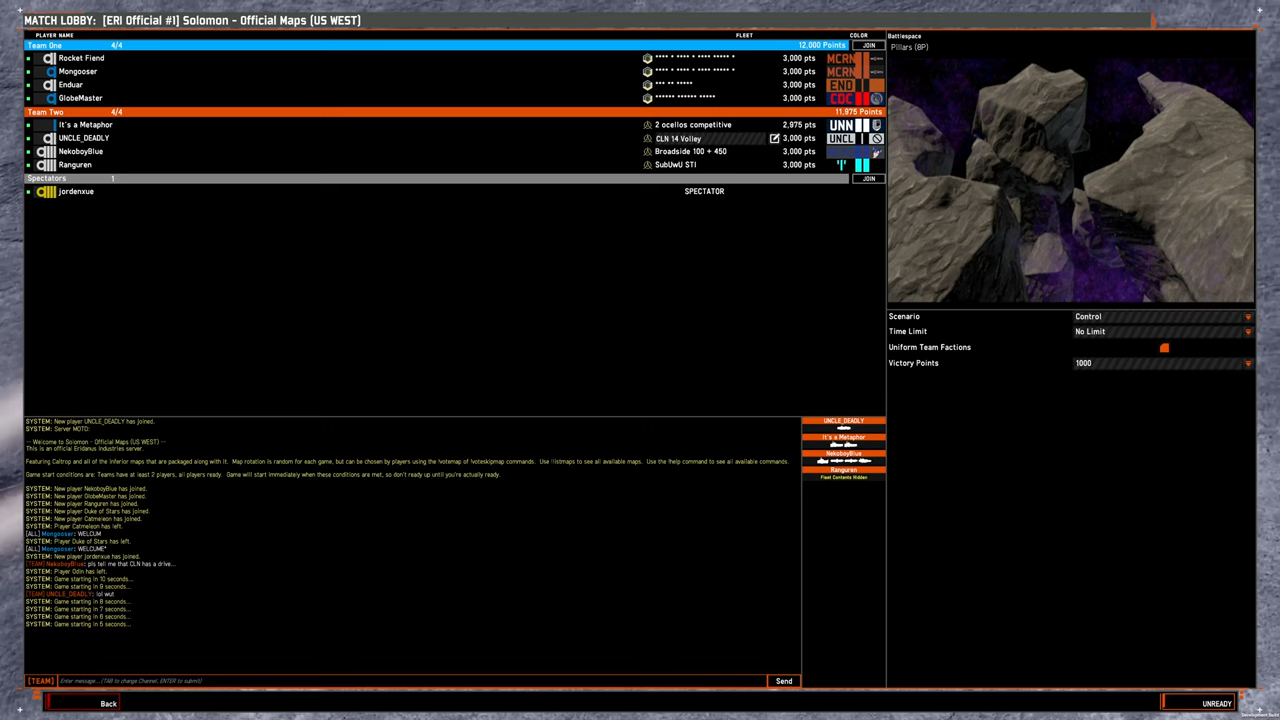 MATCH LOBBY: [ERI Official #1] Solomon - Official Maps (US WEST)
PLAYER NAME FLEET COLOR
Team One 4/4 12,000 Points JOIN
Rocket Fiend **** * **** * **** ***** * 3,000 pts MCRN
Mongooser **** * **** * **** ***** * 3,000 pts MCRN
Enduar *** ** ***** 3,000 pts END
GlobeMaster ****** ****** ***** 3,000 pts CDC
Team Two 4/4 11,975 Points
It's a Metaphor 2 ocellos competitive 2,975 pts UNN
UNCLE_DEADLY CLN 14 Volley 3,000 pts UNCL
NekoboyBlue Broadside 100 + 450 3,000 pts
Ranguren SubUwU STI 3,000 pts
Spectators 1 JOIN
jordenxue SPECTATOR
Battlespace
Pillars (8P)
Scenario Control
Time Limit No Limit
Uniform Team Factions
Victory Points 1000
SYSTEM: New player UNCLE_DEADLY has joined.
SYSTEM: Server MOTD:
-- Welcome to Solomon - Official Maps (US WEST) --
This is an official Eridanus Industries server.
Featuring Caltrop and all of the inferior maps that are packaged along with it. Map rotation is random for each game, but can be chosen by players using the !votemap of !voteskipmap commands. Use !listmaps to see all available maps. Use the !help command to see all available commands.
Game start conditions are: Teams have at least 2 players, all players ready. Game will start immediately when these conditions are met, so don't ready up until you're actually ready.
SYSTEM: New player NekoboyBlue has joined.
SYSTEM: New player GlobeMaster has joined.
SYSTEM: New player Ranguren has joined.
SYSTEM: New player Duke of Stars has joined.
SYSTEM: New player Catmeleon has joined.
SYSTEM: Player Catmeleon has left.
[ALL] Mongooser: WELCUM
SYSTEM: Player Duke of Stars has left.
[ALL] Mongooser: WELCUME*
SYSTEM: New player jordenxue has joined.
[TEAM] NekoboyBlue: pls tell me that CLN has a drive...
SYSTEM: Player Odin has left.
SYSTEM: Game starting in 10 seconds...
SYSTEM: Game starting in 9 seconds...
[TEAM] UNCLE_DEADLY: lol wut
SYSTEM: Game starting in 8 seconds...
SYSTEM: Game starting in 7 seconds...
SYSTEM: Game starting in 6 seconds...
SYSTEM: Game starting in 5 seconds...
UNCLE_DEADLY
It's a Metaphor
NekoboyBlue
Ranguren
Fleet Contents Hidden
[TEAM] Enter message... (TAB to change Channel, ENTER to submit) Send
Back UNREADY
Development Build